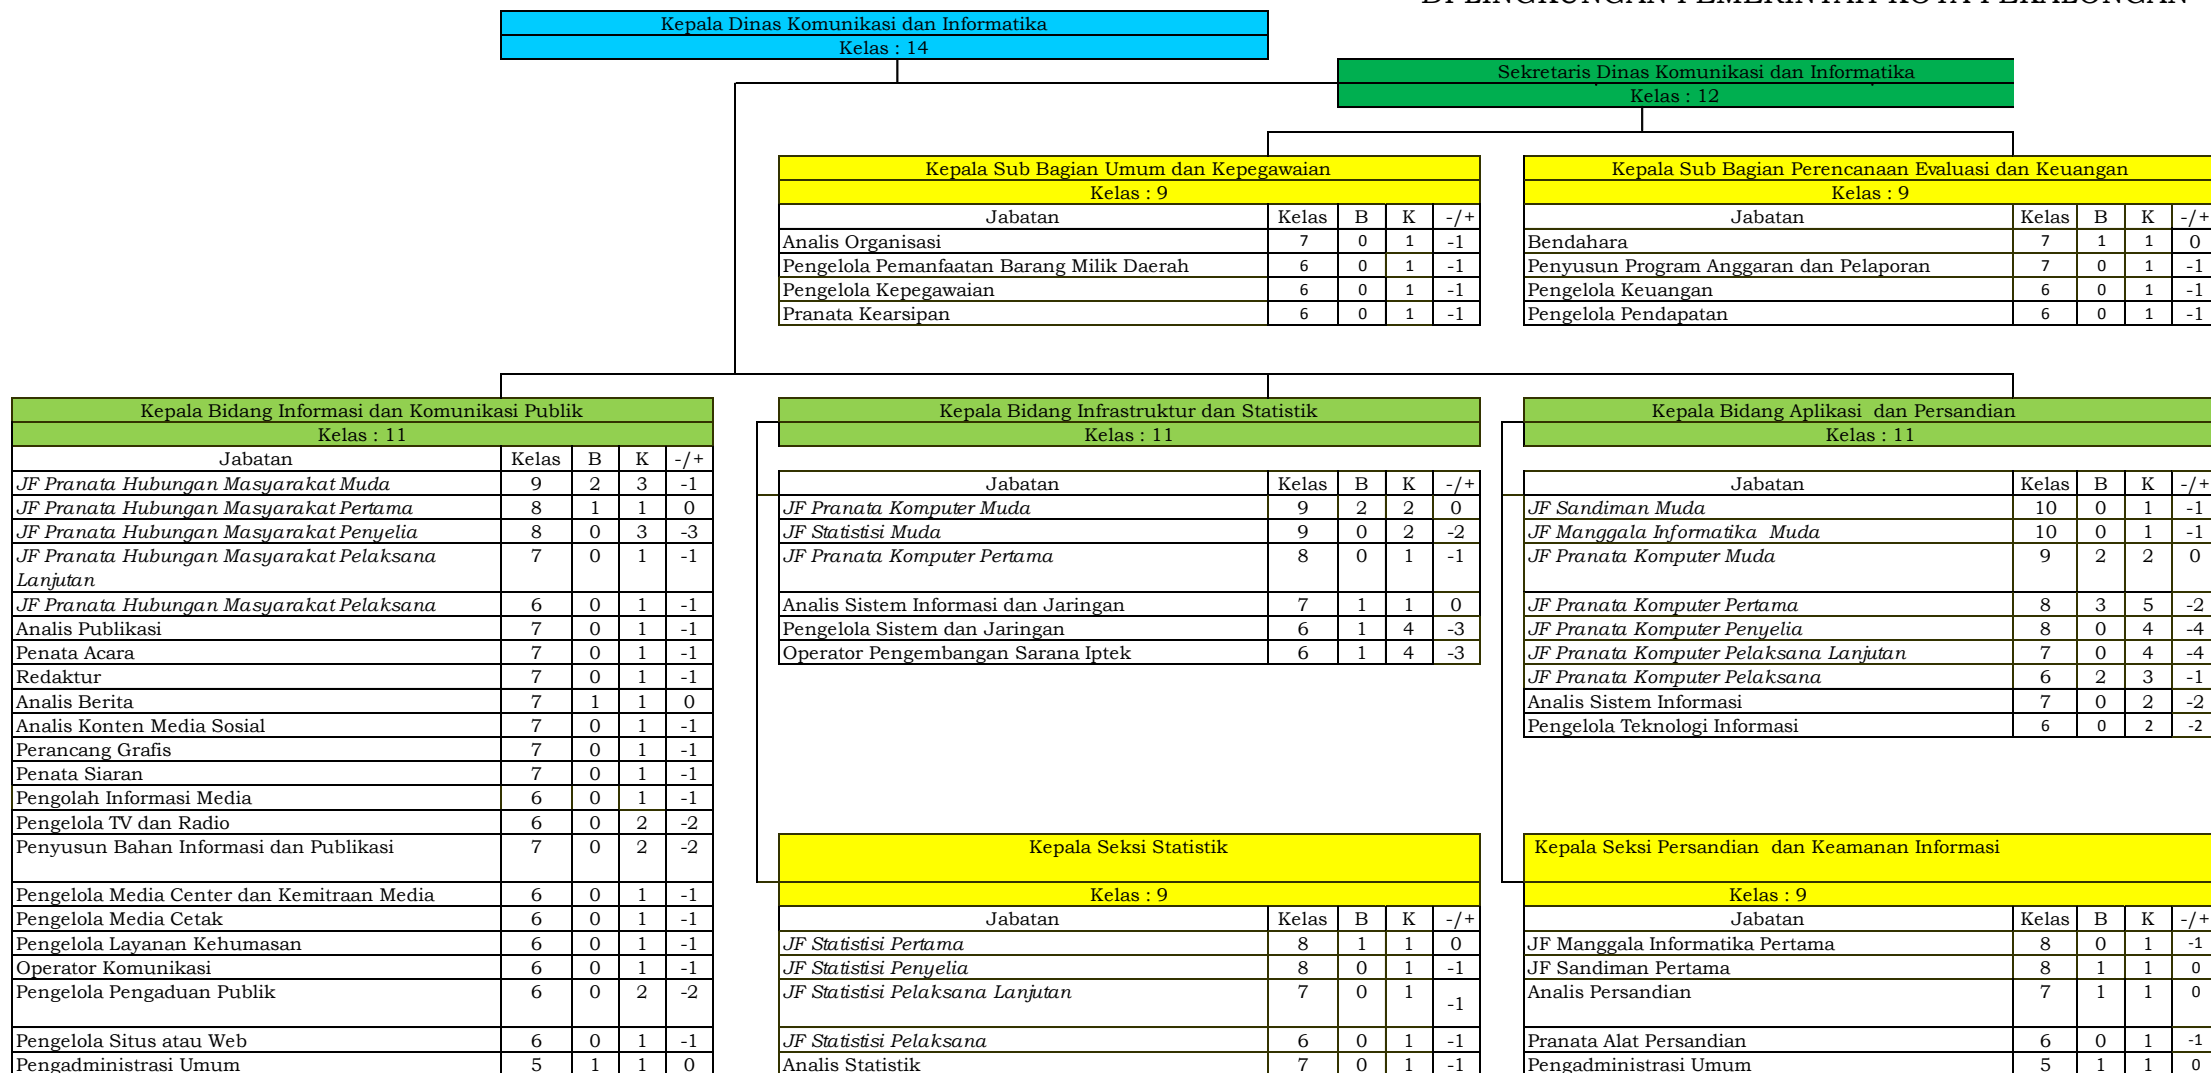 DI LINGKUNGAN PEMERINTAH KOTA PEKALONGAN
Kepala Dinas Komunikasi dan Informatika
Kelas : 14
Sekretaris Dinas Komunikasi dan Informatika
Kelas : 12
Kepala Sub Bagian Umum dan Kepegawaian
Kelas : 9
Jabatan Kelas B K -/+
Analis Organisasi 7 0 1 -1
Pengelola Pemanfaatan Barang Milik Daerah 6 0 1 -1
Pengelola Kepegawaian 6 0 1 -1
Pranata Kearsipan 6 0 1 -1
Kepala Sub Bagian Perencanaan Evaluasi dan Keuangan
Kelas : 9
Jabatan Kelas B K -/+
Bendahara 7 1 1 0
Penyusun Program Anggaran dan Pelaporan 7 0 1 -1
Pengelola Keuangan 6 0 1 -1
Pengelola Pendapatan 6 0 1 -1
Kepala Bidang Informasi dan Komunikasi Publik
Kelas : 11
Jabatan Kelas B K -/+
JF Pranata Hubungan Masyarakat Muda 9 2 3 -1
JF Pranata Hubungan Masyarakat Pertama 8 1 1 0
JF Pranata Hubungan Masyarakat Penyelia 8 0 3 -3
JF Pranata Hubungan Masyarakat Pelaksana 7 0 1 -1
Lanjutan
JF Pranata Hubungan Masyarakat Pelaksana 6 0 1 -1
Analis Publikasi 7 0 1 -1
Penata Acara 7 0 1 -1
Redaktur 7 0 1 -1
Analis Berita 7 1 1 0
Analis Konten Media Sosial 7 0 1 -1
Perancang Grafis 7 0 1 -1
Penata Siaran 7 0 1 -1
Pengolah Informasi Media 6 0 1 -1
Pengelola TV dan Radio 6 0 2 -2
Penyusun Bahan Informasi dan Publikasi 7 0 2 -2
Pengelola Media Center dan Kemitraan Media 6 0 1 -1
Pengelola Media Cetak 6 0 1 -1
Pengelola Layanan Kehumasan 6 0 1 -1
Operator Komunikasi 6 0 1 -1
Pengelola Pengaduan Publik 6 0 2 -2
Pengelola Situs atau Web 6 0 1 -1
Pengadministrasi Umum 5 1 1 0
Kepala Bidang Infrastruktur dan Statistik
Kelas : 11
Jabatan Kelas B K -/+
JF Pranata Komputer Muda 9 2 2 0
JF Statistisi Muda 9 0 2 -2
JF Pranata Komputer Pertama 8 0 1 -1
Analis Sistem Informasi dan Jaringan 7 1 1 0
Pengelola Sistem dan Jaringan 6 1 4 -3
Operator Pengembangan Sarana Iptek 6 1 4 -3
Kepala Seksi Statistik
Kelas : 9
Jabatan Kelas B K -/+
JF Statistisi Pertama 8 1 1 0
JF Statistisi Penyelia 8 0 1 -1
JF Statistisi Pelaksana Lanjutan 7 0 1 -1
JF Statistisi Pelaksana 6 0 1 -1
Analis Statistik 7 0 1 -1
Kepala Bidang Aplikasi dan Persandian
Kelas : 11
Jabatan Kelas B K -/+
JF Sandiman Muda 10 0 1 -1
JF Manggala Informatika Muda 10 0 1 -1
JF Pranata Komputer Muda 9 2 2 0
JF Pranata Komputer Pertama 8 3 5 -2
JF Pranata Komputer Penyelia 8 0 4 -4
JF Pranata Komputer Pelaksana Lanjutan 7 0 4 -4
JF Pranata Komputer Pelaksana 6 2 3 -1
Analis Sistem Informasi 7 0 2 -2
Pengelola Teknologi Informasi 6 0 2 -2
Kepala Seksi Persandian dan Keamanan Informasi
Kelas : 9
Jabatan Kelas B K -/+
JF Manggala Informatika Pertama 8 0 1 -1
JF Sandiman Pertama 8 1 1 0
Analis Persandian 7 1 1 0
Pranata Alat Persandian 6 0 1 -1
Pengadministrasi Umum 5 1 1 0